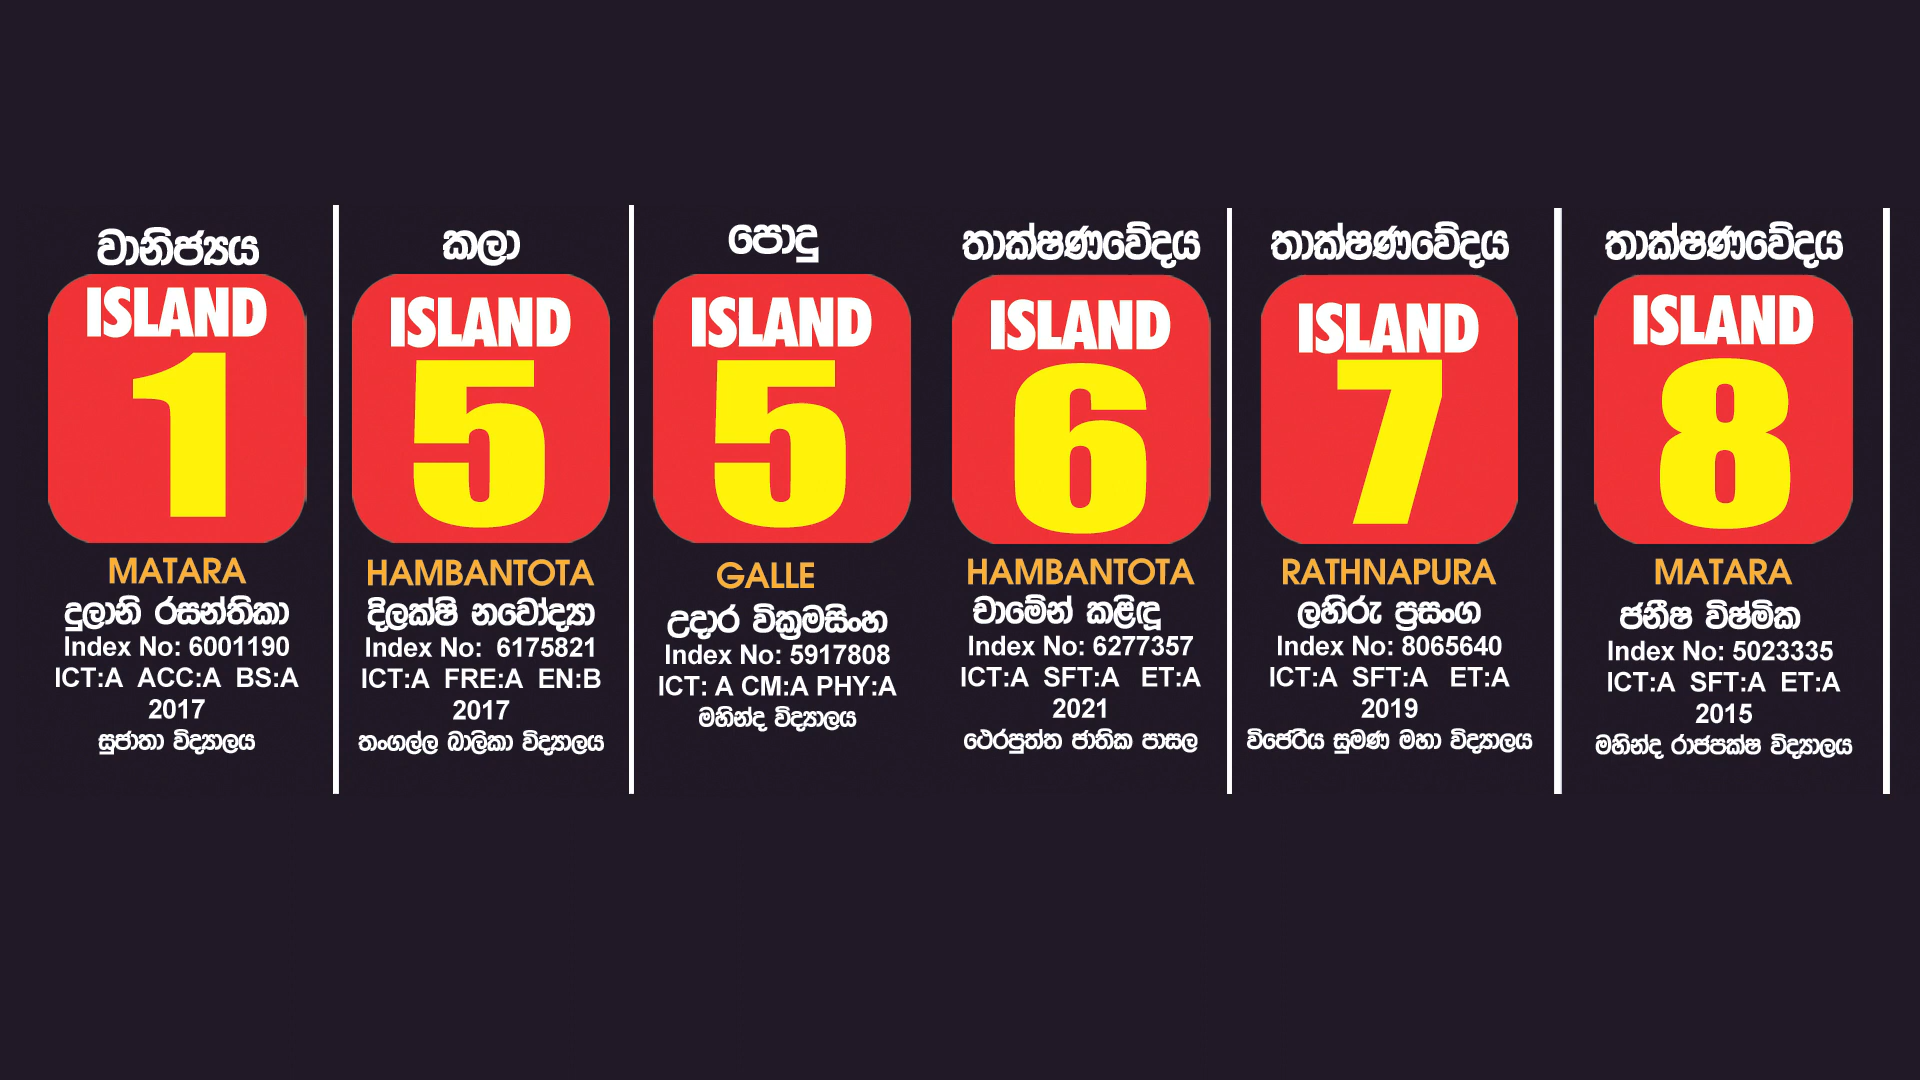 වානිජ්‍යය
ISLAND
1
MATARA
දුලානි රසන්තිකා
Index No: 6001190
ICT:A ACC:A BS:A
2017
සුජාතා විද්‍යාලය
කලා
ISLAND
5
HAMBANTOTA
දිලක්ෂි නවෝද්‍යා
Index No: 6175821
ICT:A FRE:A EN:B
2017
තංගල්ල බාලිකා විද්‍යාලය
පොදු
ISLAND
5
GALLE
උදාර වික්‍රමසිංහ
Index No: 5917808
ICT: A CM:A PHY:A
මහින්ද විද්‍යාලය
තාක්ෂණවේදය
ISLAND
6
HAMBANTOTA
චාමේන් කළිඳු
Index No: 6277357
ICT:A SFT:A ET:A
2021
ථෙරපුත්ත ජාතික පාසල
තාක්ෂණවේදය
ISLAND
7
RATHNAPURA
ලහිරු ප්‍රසංග
Index No: 8065640
ICT:A SFT:A ET:A
2019
විජෙරිය සුමණ මහා විද්‍යාලය
තාක්ෂණවේදය
ISLAND
8
MATARA
ජනීෂ විෂ්මික
Index No: 5023335
ICT:A SFT:A ET:A
2015
මහින්ද රාජපක්ෂ විද්‍යාලය